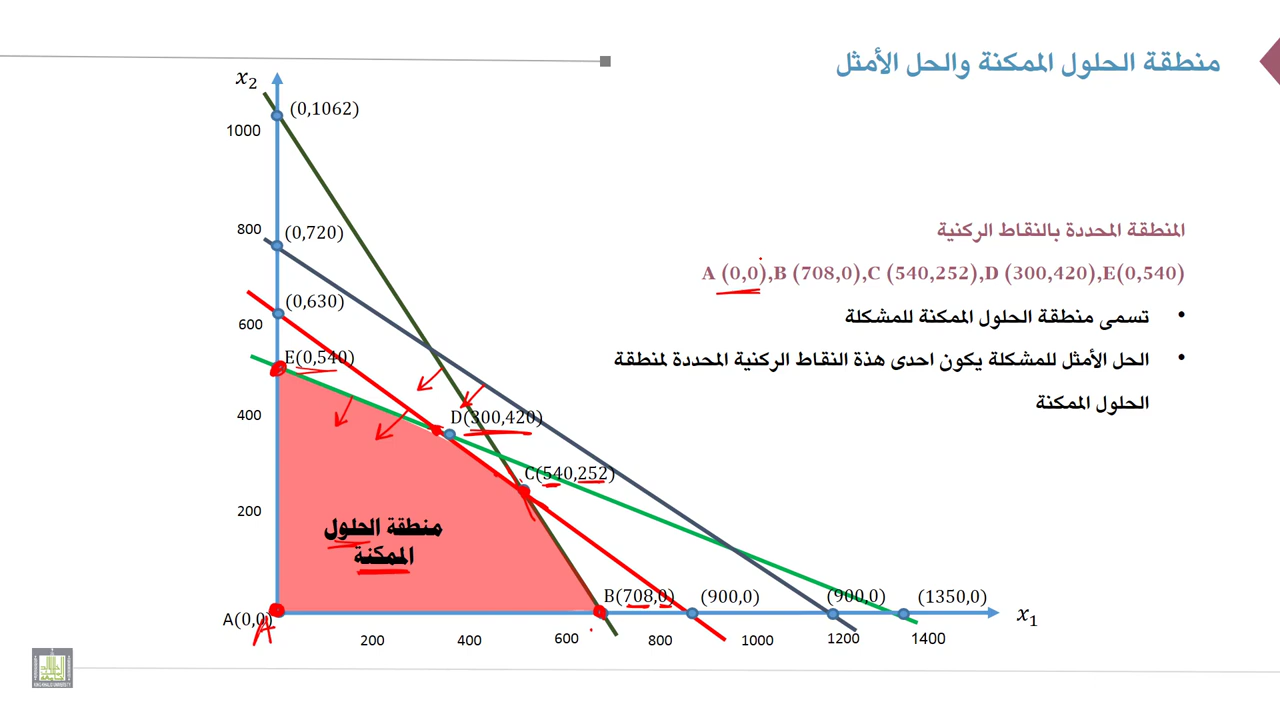 منطقة الحلول الممكنة والحل الأمثل
المنطقة المحددة بالنقاط الركنية
A (0,0),B (708,0),C (540,252),D (300,420),E(0,540)
• تسمى منطقة الحلول الممكنة للمشكلة
• الحل الأمثل للمشكلة يكون احدى هذة النقاط الركنية المحددة لمنطقة
الحلول الممكنة
x₂
(0,1062)
1000
800
(0,720)
(0,630)
600
E(0,540)
400
D(300,420)
C(540,252)
200
منطقة الحلول
الممكنة
B(708,0)
(900,0)
(900,0)
(1350,0)
A(0,0)
A
x₁
200
400
600
800
1000
1200
1400